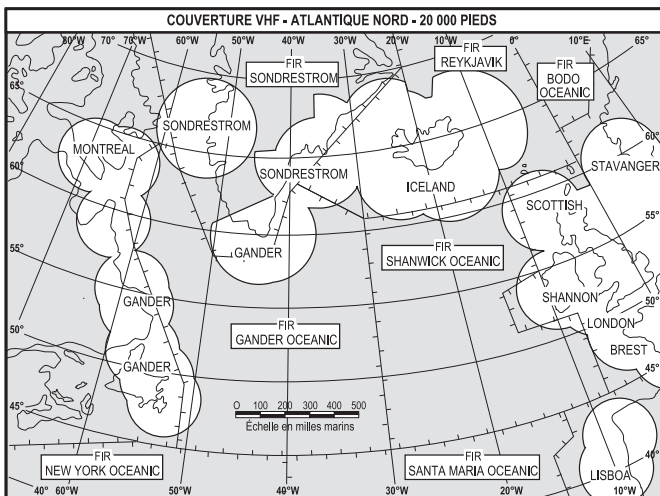 COUVERTURE VHF - ATLANTIQUE NORD - 20 000 PIEDS
80°W 70°W 70° 60°W 50°W 40°W 30°W 20°W 10°W 0° 10°E 65°
FIR
SONDRESTROM
FIR
REYKJAVIK
FIR
BODO
OCEANIC
65°
60°
55°
50°
45°
60°
50°
45°
MONTREAL
SONDRESTROM
SONDRESTROM
ICELAND
STAVANGER
SCOTTISH
GANDER
FIR
SHANWICK OCEANIC
SHANNON
GANDER
LONDON
FIR
GANDER OCEANIC
BREST
GANDER
0 100 200 300 400 500
Échelle en milles marins
FIR
NEW YORK OCEANIC
FIR
SANTA MARIA OCEANIC
LISBOA
40°
40° 60°W 50°W 40°W 30°W 20°W 10°W